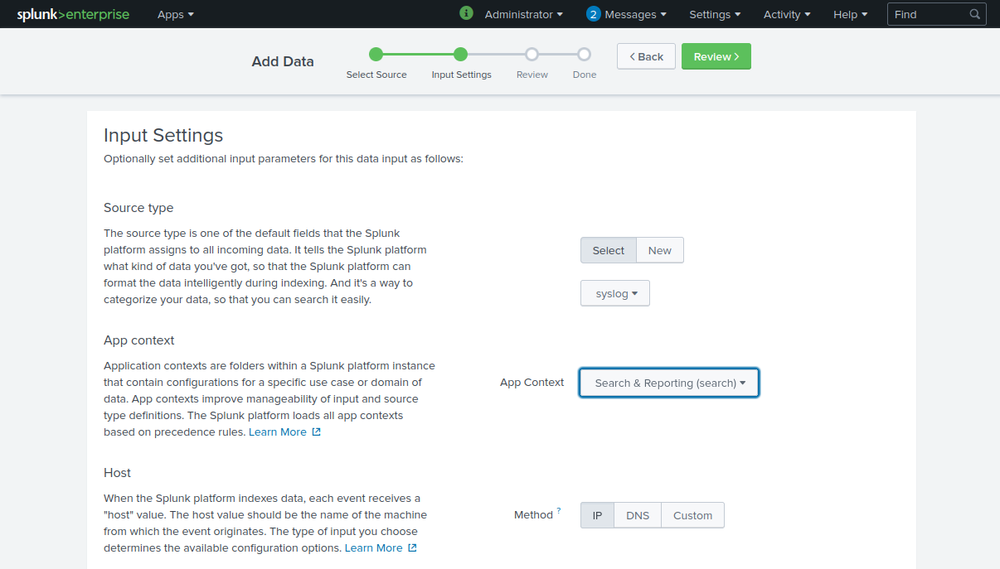 splunk>enterprise Apps Administrator 2 Messages Settings Activity Help Find
Add Data
Select Source Input Settings Review Done
< Back Review >
Input Settings
Optionally set additional input parameters for this data input as follows:
Source type
The source type is one of the default fields that the Splunk
platform assigns to all incoming data. It tells the Splunk platform
what kind of data you've got, so that the Splunk platform can
format the data intelligently during indexing. And it's a way to
categorize your data, so that you can search it easily.
Select New
syslog
App context
Application contexts are folders within a Splunk platform instance
that contain configurations for a specific use case or domain of
data. App contexts improve manageability of input and source
type definitions. The Splunk platform loads all app contexts
based on precedence rules. Learn More
App Context Search & Reporting (search)
Host
When the Splunk platform indexes data, each event receives a
"host" value. The host value should be the name of the machine
from which the event originates. The type of input you choose
determines the available configuration options. Learn More
Method ? IP DNS Custom